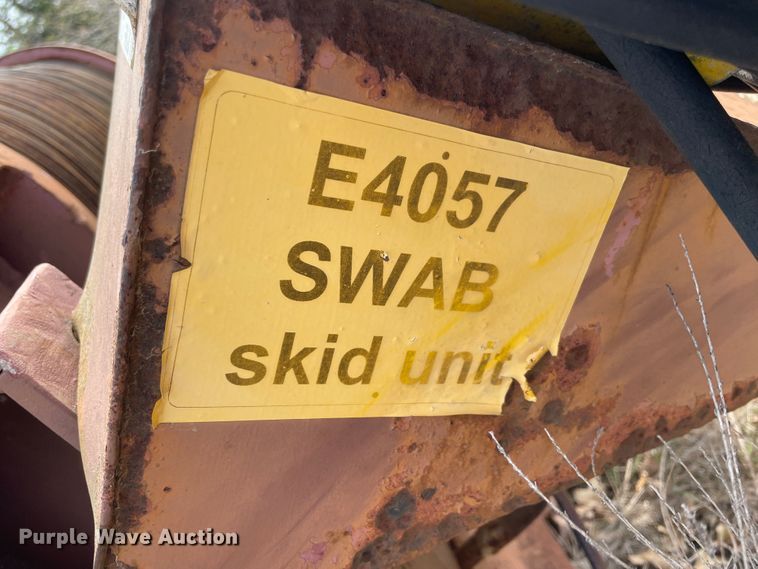 E4057
SWAB
skid unit
Purple Wave Auction